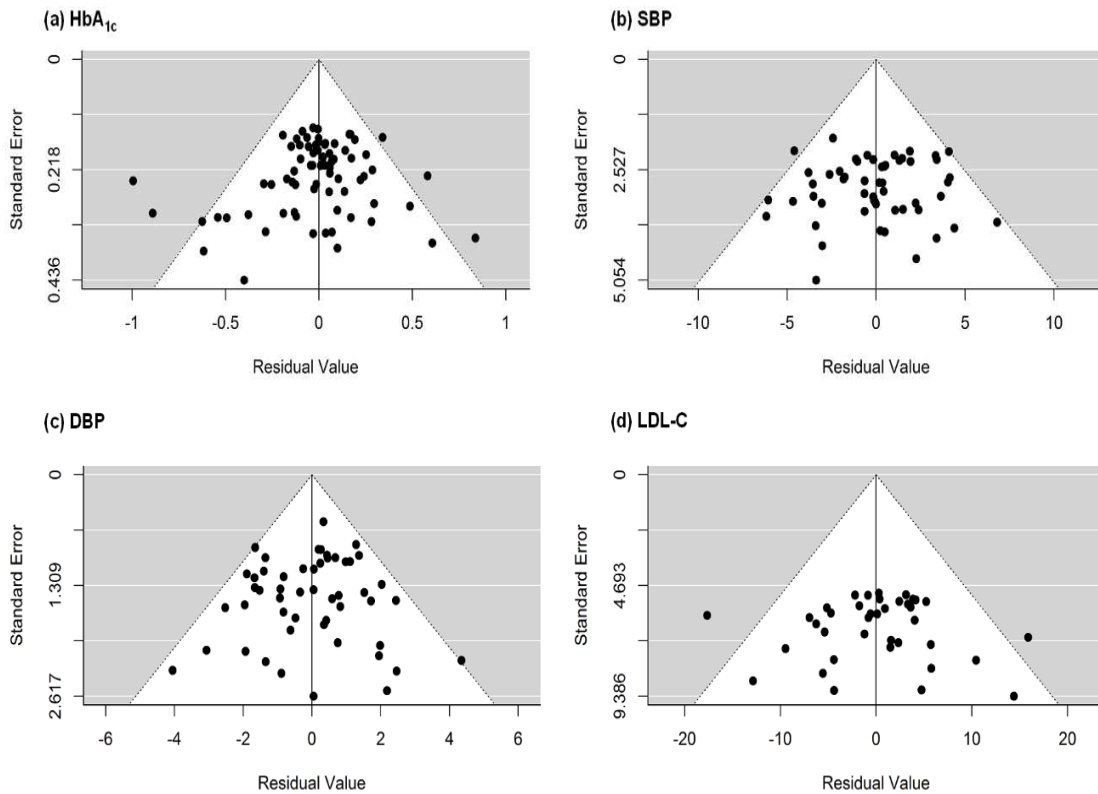 (a) HbA1c
Standard Error
0
0.218
0.436
-1
-0.5
0
0.5
1
Residual Value
(b) SBP
Standard Error
0
2.527
5.054
-10
-5
0
5
10
Residual Value
(c) DBP
Standard Error
0
1.309
2.617
-6
-4
-2
0
2
4
6
Residual Value
(d) LDL-C
Standard Error
0
4.693
9.386
-20
-10
0
10
20
Residual Value